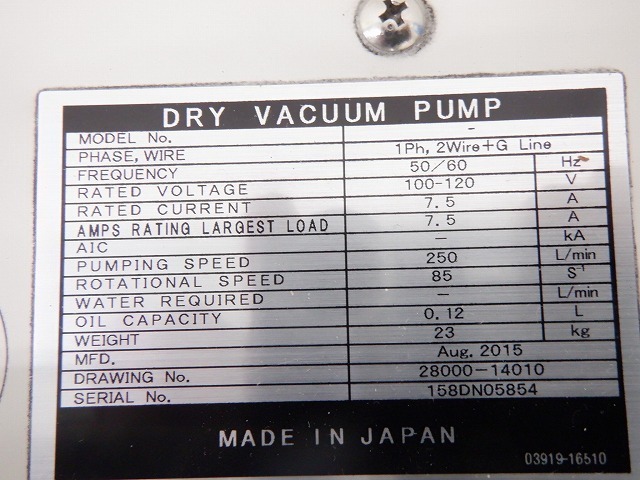 DRY VACUUM PUMP
MODEL No. -
PHASE, WIRE 1Ph, 2Wire+G Line
FREQUENCY 50/60 Hz
RATED VOLTAGE 100-120 V
RATED CURRENT 7.5 A
AMPS RATING LARGEST LOAD 7.5 A
AIC - kA
PUMPING SPEED 250 L/min
ROTATIONAL SPEED 85 S⁻¹
WATER REQUIRED - L/min
OIL CAPACITY 0.12 L
WEIGHT 23 kg
MFD. Aug. 2015
DRAWING No. 28000-14010
SERIAL No. 158DN05854
MADE IN JAPAN
03919-16510